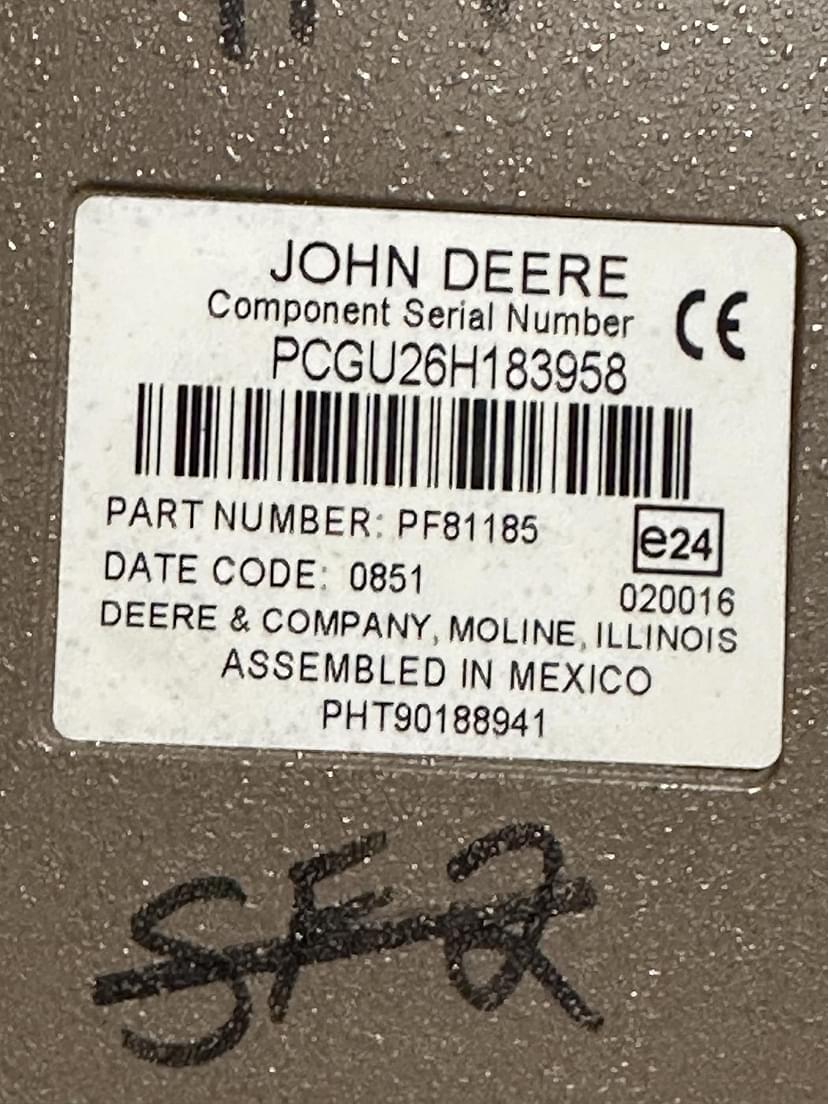 JOHN DEERE
Component Serial Number
CE
PCGU26H183958
PART NUMBER: PF81185
e24
DATE CODE: 0851
020016
DEERE & COMPANY, MOLINE, ILLINOIS
ASSEMBLED IN MEXICO
PHT90188941
SF2